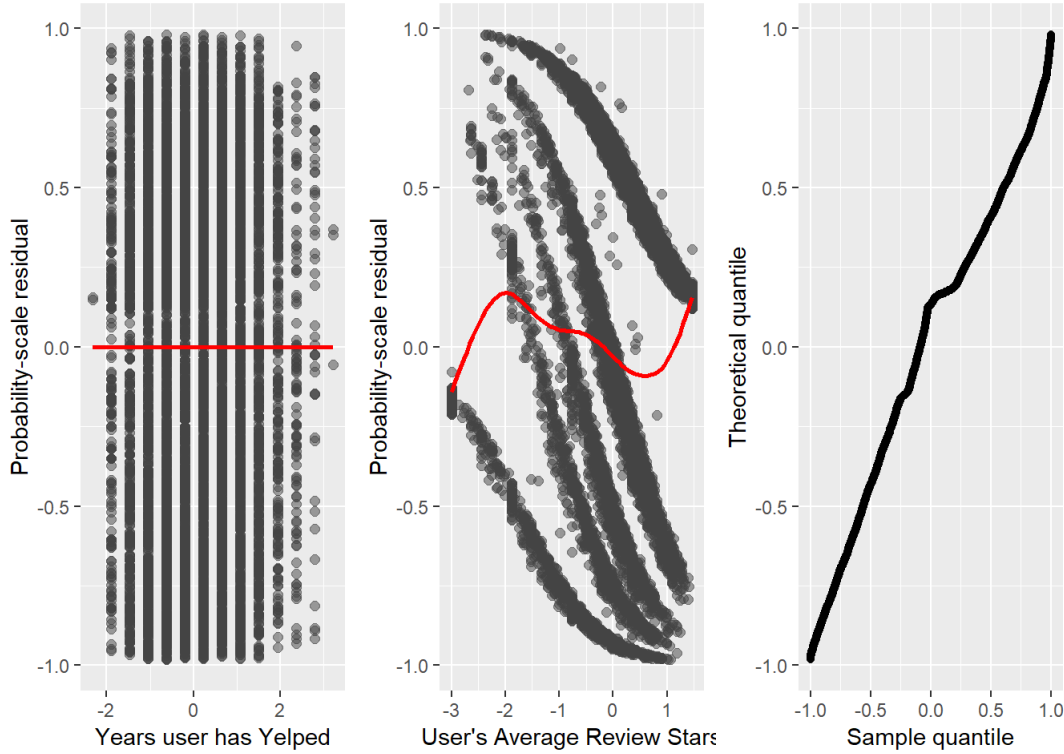 1.0
0.5
0.0
-0.5
-1.0
Probability-scale residual
-2 0 2
Years user has Yelped
1.0
0.5
0.0
-0.5
-1.0
Probability-scale residual
-3 -2 -1 0 1
User's Average Review Stars
1.0
0.5
0.0
-0.5
-1.0
Theoretical quantile
-1.0 -0.5 0.0 0.5 1.0
Sample quantile